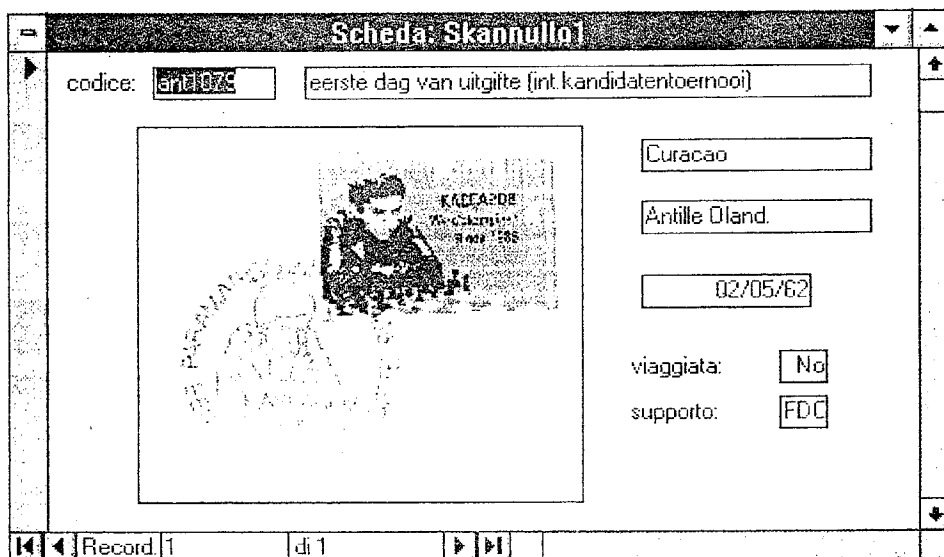 Scheda: Skannullo1
codice: ant1079 eerste dag van uitgifte (int.kandidatentoernooi)
Curacao
Antille Oland.
02/05/62
viaggiata: No
supporto: FDC
Record. 1 di 1